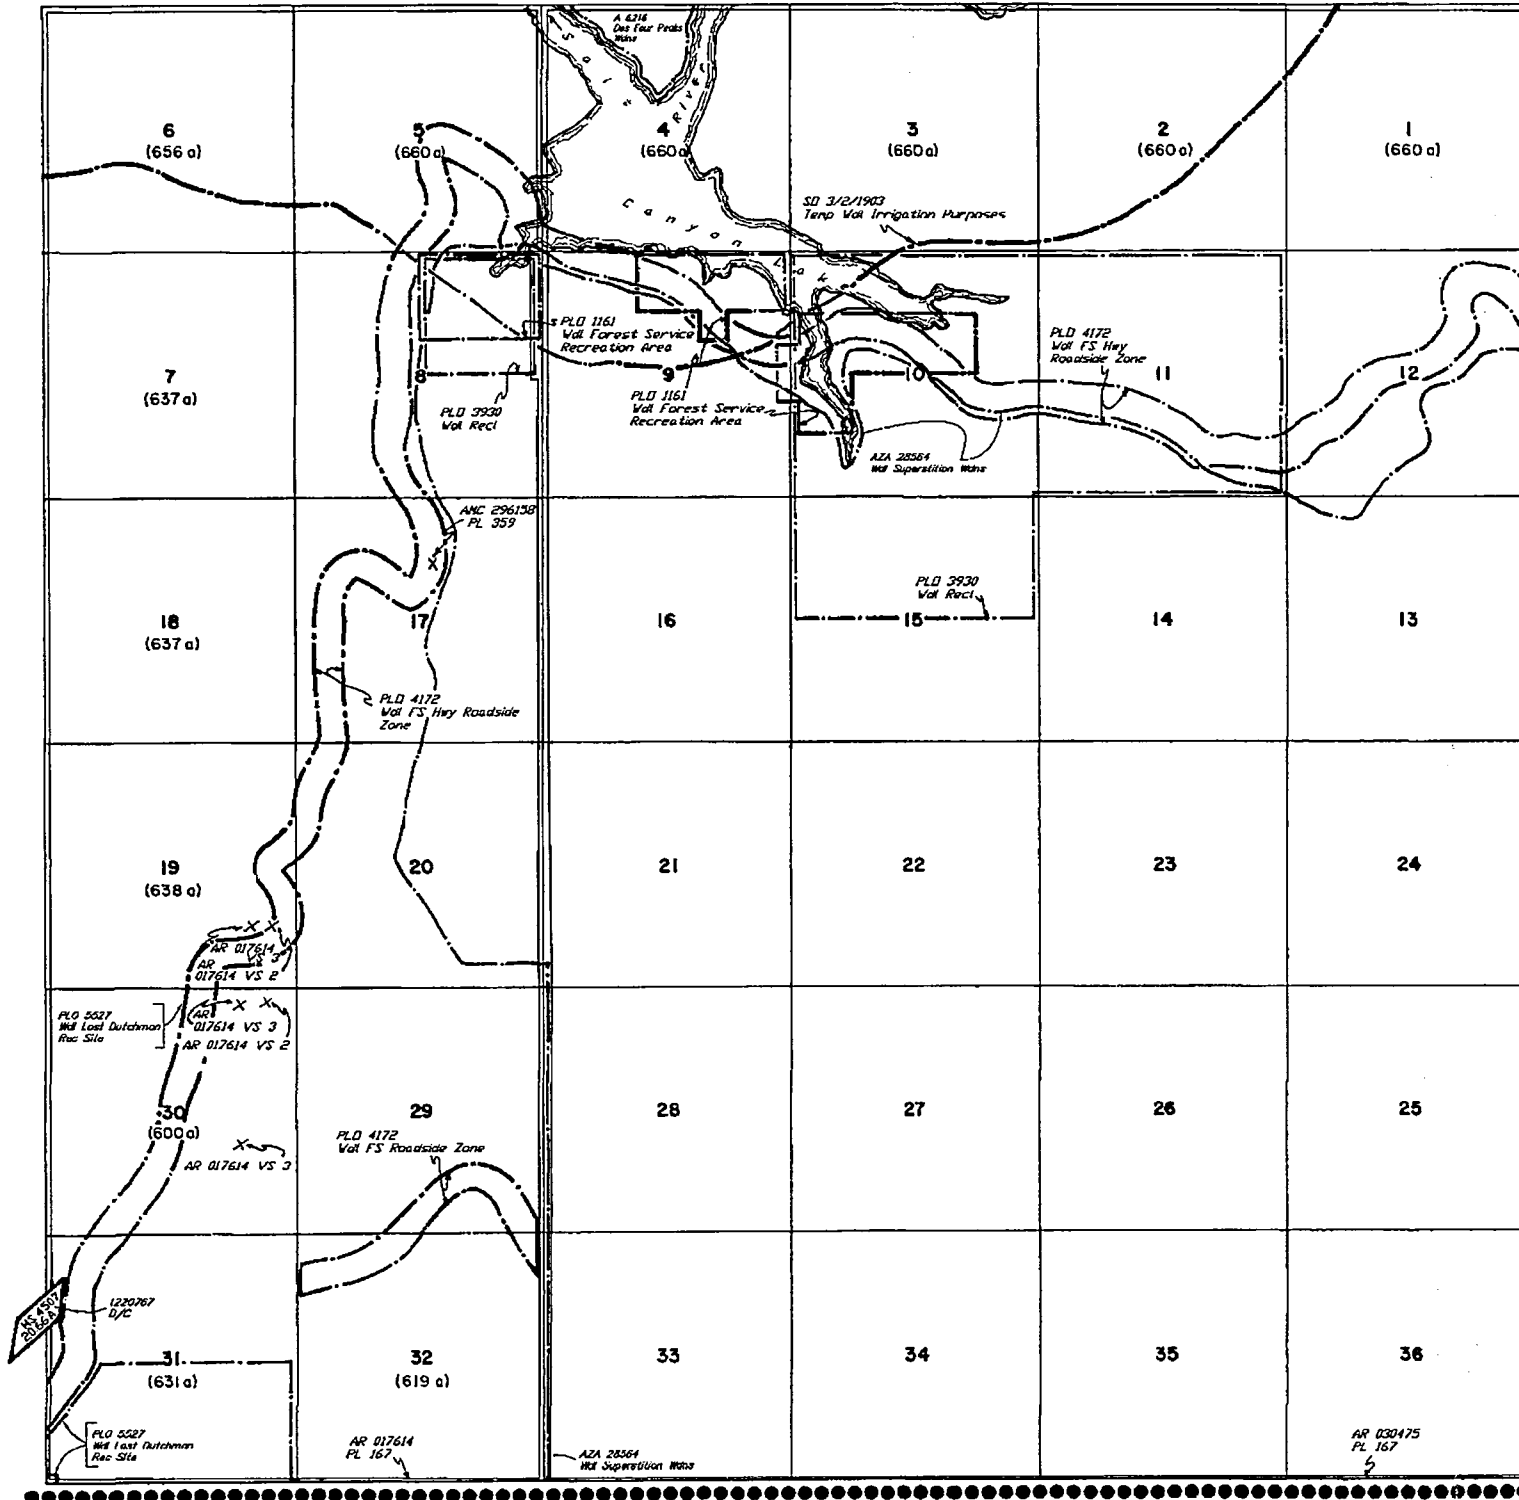 A 6216
Des Four Peaks
Wdns
Salt
River
6
(656 a)
5
(660 a)
4
(660 a)
3
(660 a)
2
(660 a)
1
(660 a)
Canyon
Lak
SO 3/2/1903
Temp Wdl Irrigation Purposes
PLO 1161
Wdl Forest Service
Recreation Area
PLO 4172
Wdl FS Hwy
Roadside Zone
7
(637 a)
8
9
10
11
12
PLO 3930
Wdl Recl
PLO 1161
Wdl Forest Service
Recreation Area
AZA 28564
Wdl Superstition Wdns
AMC 296158
PL 359
18
(637 a)
17
16
PLO 3930
Wdl Recl
15
14
13
PLO 4172
Wdl FS Hwy Roadside
Zone
19
(638 a)
20
21
22
23
24
AR 017614
VS 3
AR
017614 VS 2
PLO 5527
Wdl Lost Dutchman
Rec Site
AR
017614 VS 3
AR 017614 VS 2
30
(600 a)
29
28
27
26
25
PLO 4172
Wdl FS Roadside Zone
AR 017614 VS 3
MS 4507
20.66 A
1220767
D/C
31
(631 a)
32
(619 a)
33
34
35
36
PLO 5527
Wdl Lost Dutchman
Rec Site
AR 017614
PL 167
AZA 28564
Wdl Superstition Wdns
AR 030475
PL 167